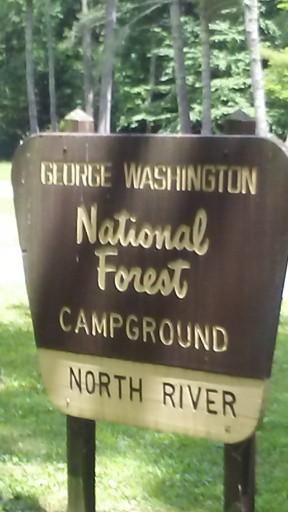 GEORGE WASHINGTON
National
Forest
CAMPGROUND
NORTH RIVER